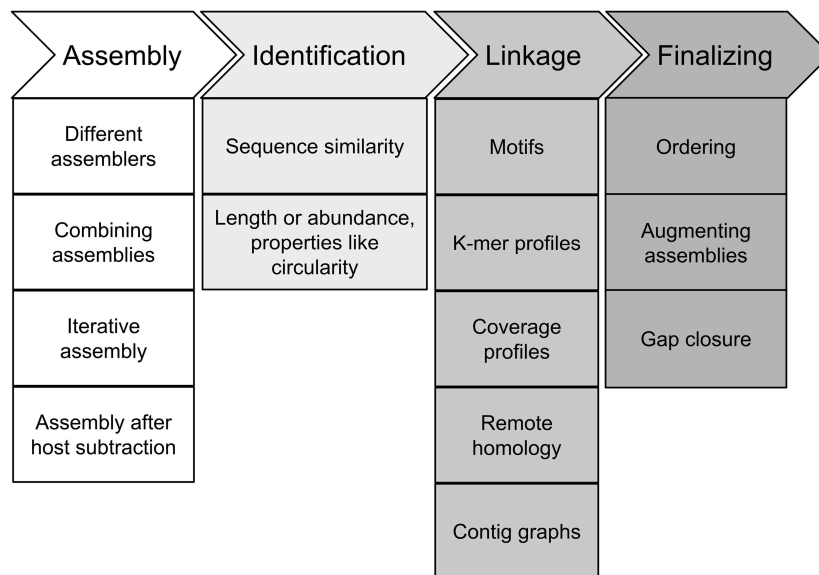 Assembly
Identification
Linkage
Finalizing
Different
assemblers
Combining
assemblies
Iterative
assembly
Assembly after
host subtraction
Sequence similarity
Length or abundance,
properties like
circularity
Motifs
K-mer profiles
Coverage
profiles
Remote
homology
Contig graphs
Ordering
Augmenting
assemblies
Gap closure